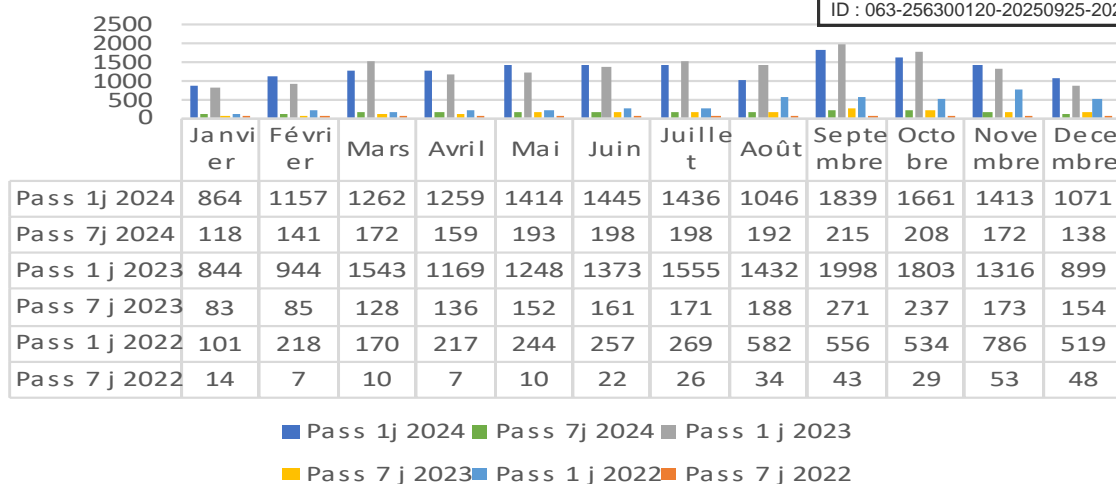 ID : 063-256300120-20250925-202
2500
2000
1500
1000
500
0
Janvier Février Mars Avril Mai Juin Juillet Août Septembre Octobre Novembre Decembre
Pass 1j 2024 864 1157 1262 1259 1414 1445 1436 1046 1839 1661 1413 1071
Pass 7j 2024 118 141 172 159 193 198 198 192 215 208 172 138
Pass 1 j 2023 844 944 1543 1169 1248 1373 1555 1432 1998 1803 1316 899
Pass 7 j 2023 83 85 128 136 152 161 171 188 271 237 173 154
Pass 1 j 2022 101 218 170 217 244 257 269 582 556 534 786 519
Pass 7 j 2022 14 7 10 7 10 22 26 34 43 29 53 48
Pass 1j 2024 Pass 7j 2024 Pass 1 j 2023
Pass 7 j 2023 Pass 1 j 2022 Pass 7 j 2022